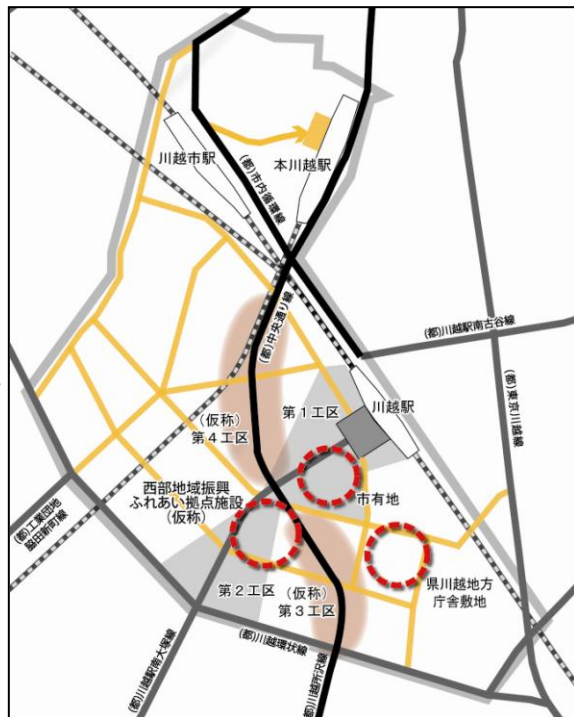 川越市駅
本川越駅
(都)市内循環線
(都)中央通り線
(都)川越駅南古谷線
(都)東京川越線
川越駅
第1工区
(仮称)
第4工区
市有地
西部地域振興
ふれあい拠点施設
(仮称)
(都)工業団地
脇田新町線
県川越地方
庁舎敷地
第2工区
(仮称)
第3工区
(都)川越環状線
(都)川越駅南大塚線
(都)川越所沢線